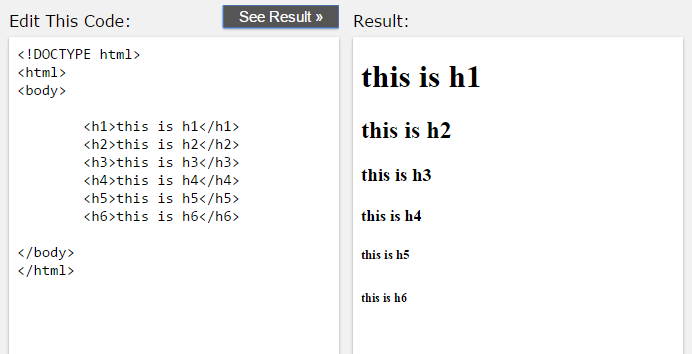 Edit This Code:
See Result »
Result:
<!DOCTYPE html>
<html>
<body>
<h1>this is h1</h1>
<h2>this is h2</h2>
<h3>this is h3</h3>
<h4>this is h4</h4>
<h5>this is h5</h5>
<h6>this is h6</h6>
</body>
</html>
this is h1
this is h2
this is h3
this is h4
this is h5
this is h6